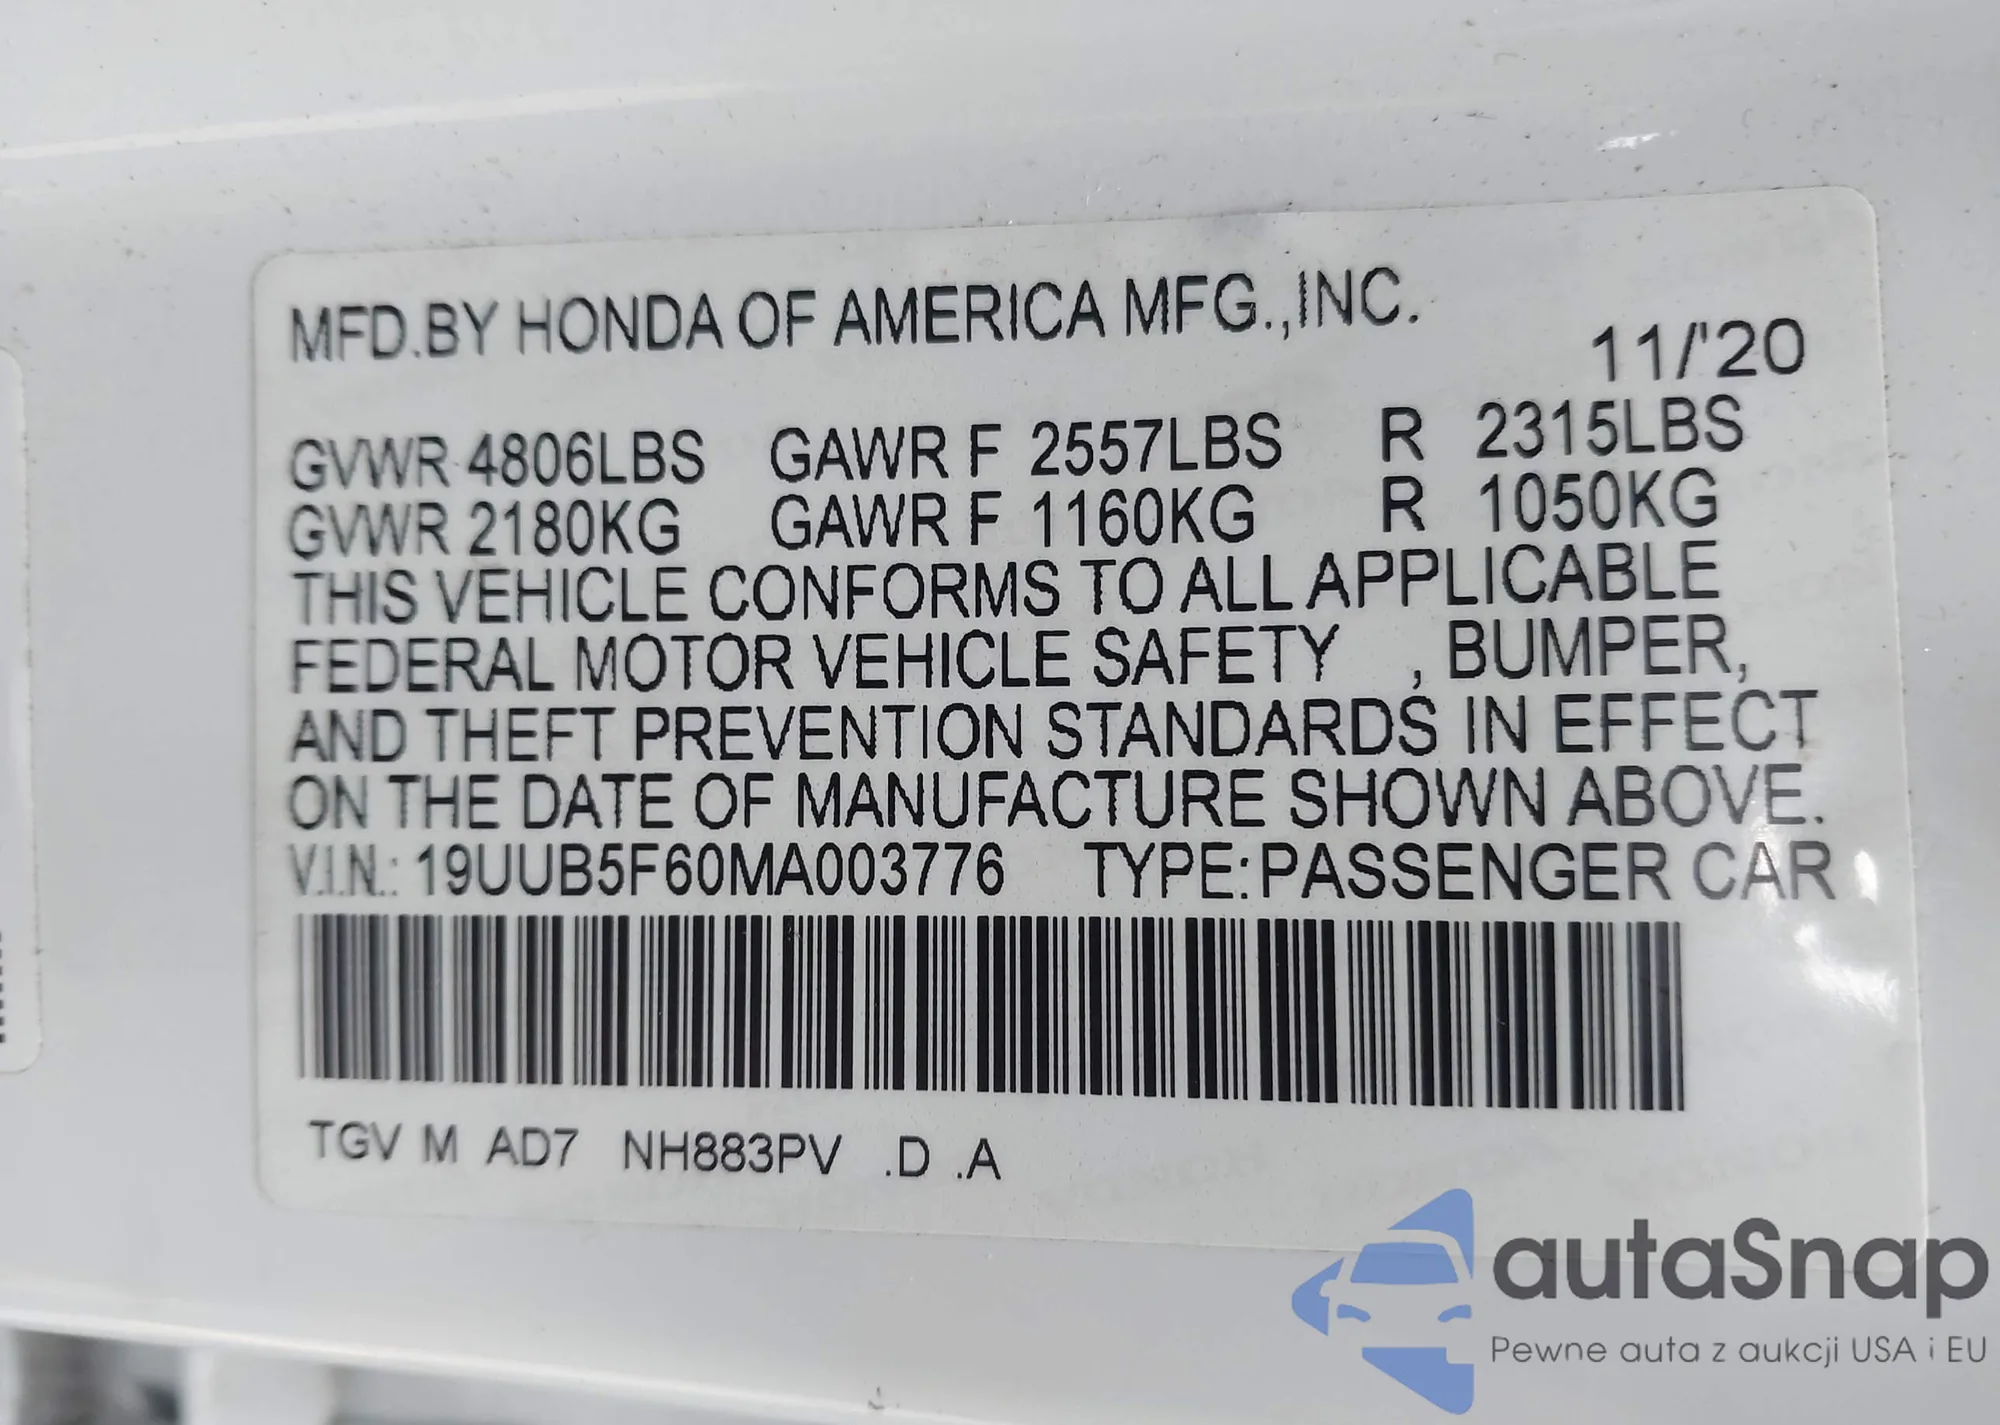 MFD.BY HONDA OF AMERICA MFG.,INC.
11/'20
GVWR 4806LBS GAWR F 2557LBS R 2315LBS
GVWR 2180KG GAWR F 1160KG R 1050KG
THIS VEHICLE CONFORMS TO ALL APPLICABLE
FEDERAL MOTOR VEHICLE SAFETY , BUMPER,
AND THEFT PREVENTION STANDARDS IN EFFECT
ON THE DATE OF MANUFACTURE SHOWN ABOVE.
V.I.N.: 19UUB5F60MA003776 TYPE:PASSENGER CAR
TGV M AD7 NH883PV .D .A
autaSnap
Pewne auta z aukcji USA i EU